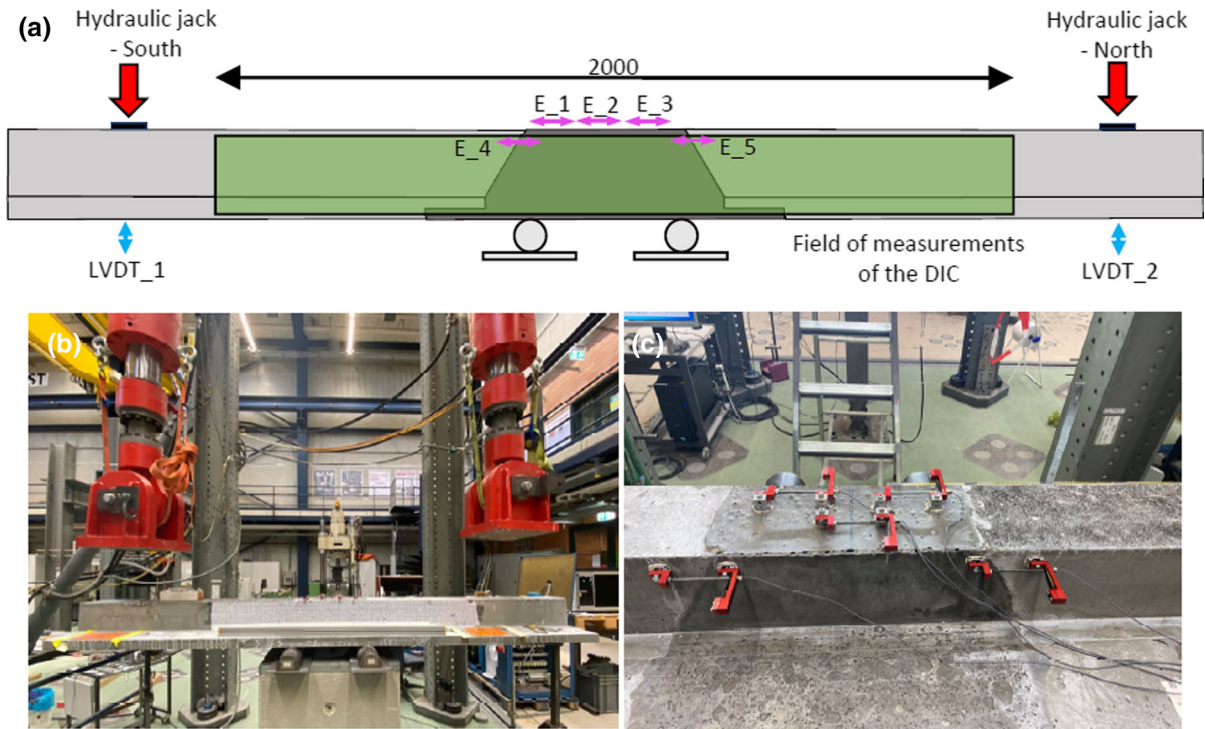 (a)
Hydraulic jack
- South
Hydraulic jack
- North
2000
E_1 E_2 E_3
E_4
E_5
LVDT_1
Field of measurements
of the DIC
LVDT_2
(b)
ST
(c)